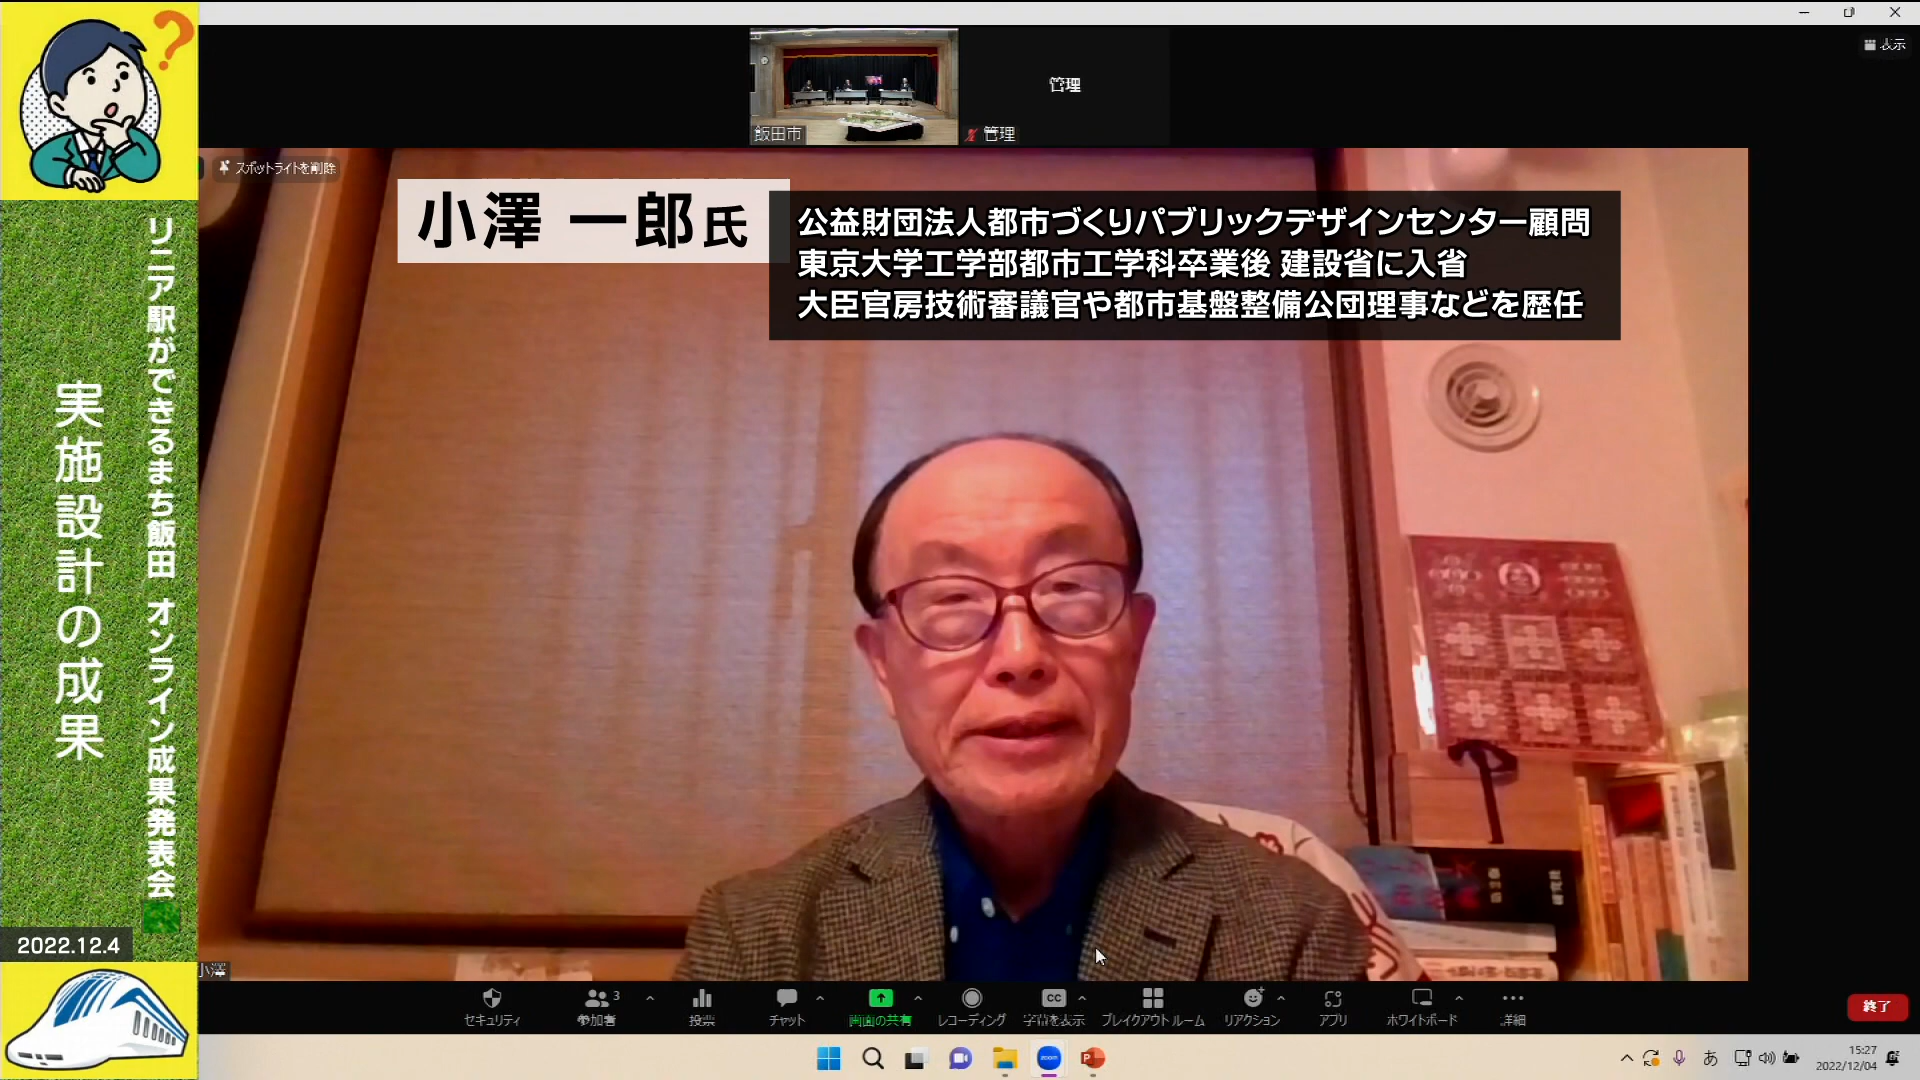 リニア駅ができるまち飯田 オンライン成果発表会
実施設計の成果
2022.12.4
表示
飯田市
管理
管理
スポットライトを削除
小澤 一郎氏
公益財団法人都市づくりパブリックデザインセンター顧問
東京大学工学部都市工学科卒業後 建設省に入省
大臣官房技術審議官や都市基盤整備公団理事などを歴任
小澤
セキュリティ
参加者
3
投票
チャット
画面の共有
レコーディング
CC
字幕を表示
ブレイクアウト ルーム
リアクション
アプリ
ホワイトボード
詳細
終了
zoom
P
あ
15:27
2022/12/04